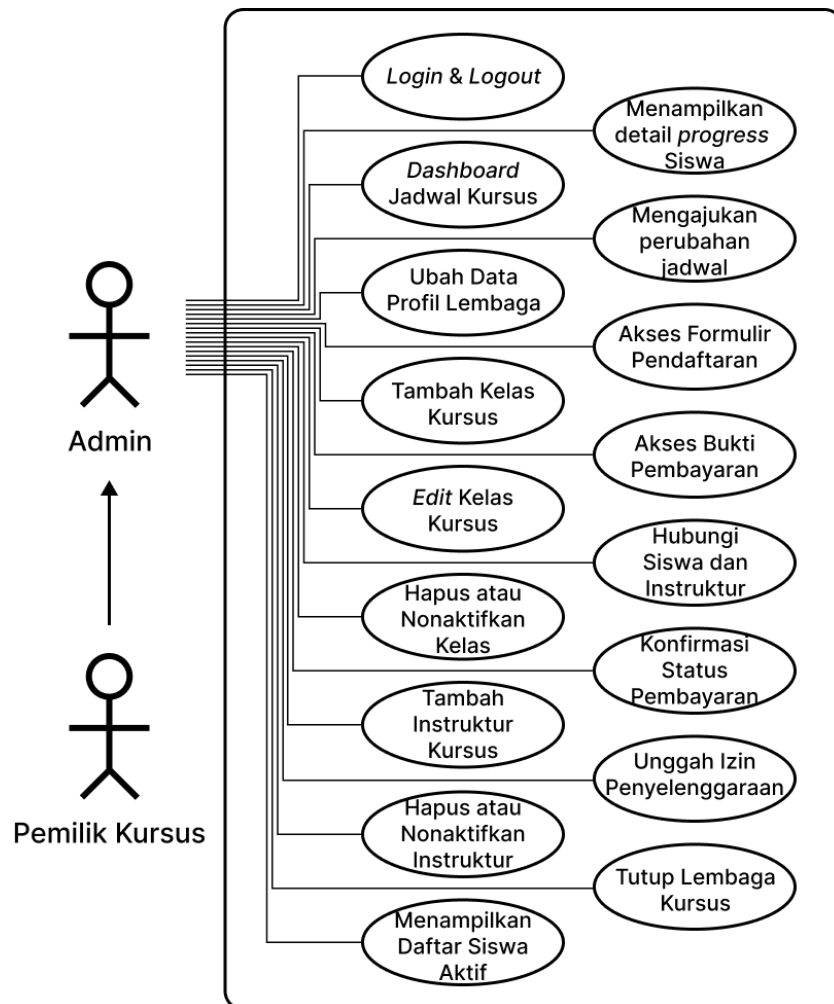 Login & Logout
Menampilkan
detail progress
Siswa
Dashboard
Jadwal Kursus
Mengajukan
perubahan
jadwal
Ubah Data
Profil Lembaga
Akses Formulir
Pendaftaran
Tambah Kelas
Kursus
Admin
Akses Bukti
Pembayaran
Edit Kelas
Kursus
Hubungi
Siswa dan
Instruktur
Hapus atau
Nonaktifkan
Kelas
Konfirmasi
Status
Pembayaran
Tambah
Instruktur
Kursus
Unggah Izin
Penyelenggaraan
Pemilik Kursus
Hapus atau
Nonaktifkan
Instruktur
Tutup Lembaga
Kursus
Menampilkan
Daftar Siswa
Aktif